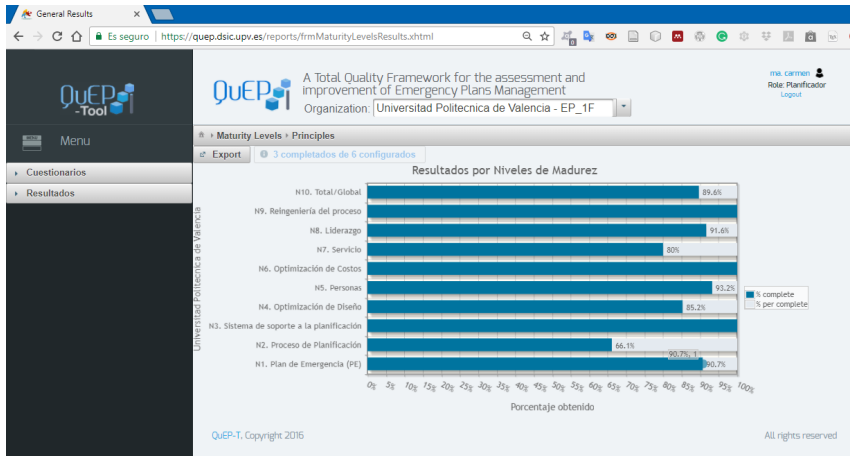 General Results
Es seguro | https://quep.dsic.upv.es/reports/frmMaturityLevelsResults.xhtml
QuEP
-Tool
MENU
Menu
Cuestionarios
Resultados
QuEP
A Total Quality Framework for the assessment and
improvement of Emergency Plans Management
Organization: Universitad Politecnica de Valencia - EP_1F
ma. carmen
Role: Planificador
Logout
Maturity Levels Principles
Export 3 completados de 6 configurados
Resultados por Niveles de Madurez
Universitad Politecnica de Valencia
N10. Total/Global 89.6%
N9. Reingeniería del proceso
N8. Liderazgo 91.6%
N7. Servicio 80%
N6. Optimización de Costos
N5. Personas 93.2%
N4. Optimización de Diseño 85.2%
N3. Sistema de soporte a la planificación
N2. Proceso de Planificación 66.1%
90.7%, 1
N1. Plan de Emergencia (PE) 90.7%
0% 5% 10% 15% 20% 25% 30% 35% 40% 45% 50% 55% 60% 65% 70% 75% 80% 85% 90% 95% 100%
Porcentaje obtenido
% complete
% per complete
QuEP-T, Copyright 2016
All rights reserved